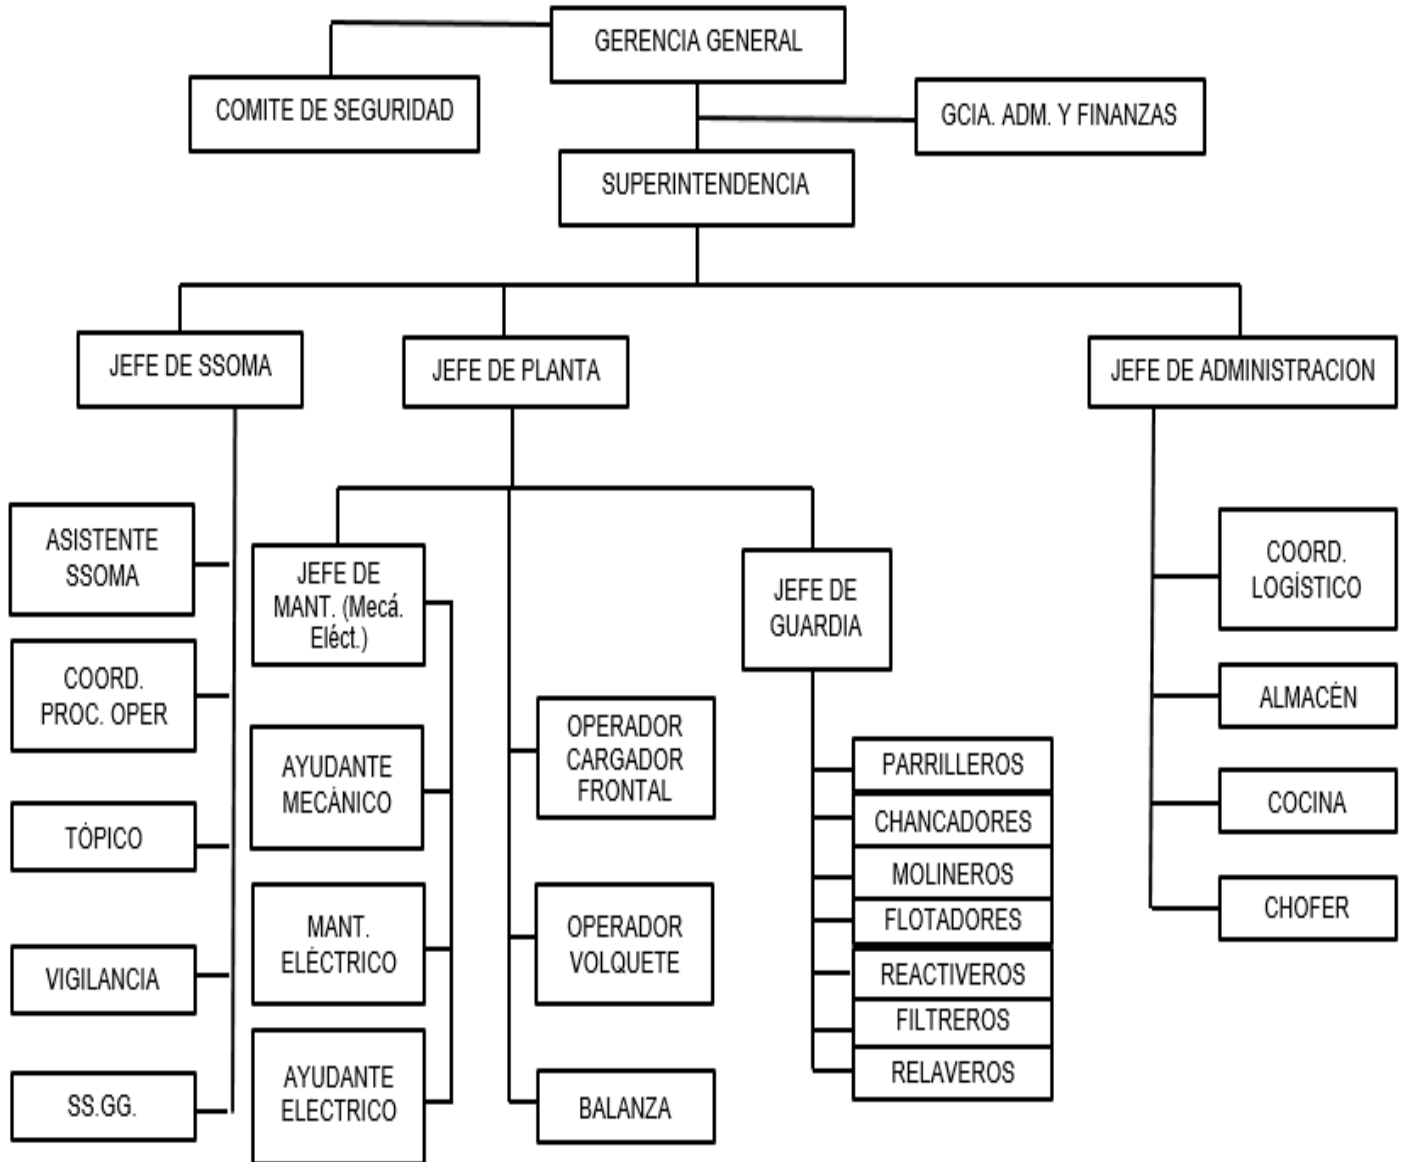 GERENCIA GENERAL
COMITÉ DE SEGURIDAD
GCIA. ADM. Y FINANZAS
SUPERINTENDENCIA
JEFE DE SSOMA
JEFE DE PLANTA
JEFE DE ADMINISTRACION
ASISTENTE
SSOMA
COORD.
PROC. OPER
TÓPICO
VIGILANCIA
SS.GG.
JEFE DE
MANT. (Mecá.
Eléct.)
AYUDANTE
MECÁNICO
MANT.
ELÉCTRICO
AYUDANTE
ELECTRICO
OPERADOR
CARGADOR
FRONTAL
OPERADOR
VOLQUETE
BALANZA
JEFE DE
GUARDIA
PARRILLEROS
CHANCADORES
MOLINEROS
FLOTADORES
REACTIVEROS
FILTREROS
RELAVEROS
COORD.
LOGÍSTICO
ALMACÉN
COCINA
CHOFER